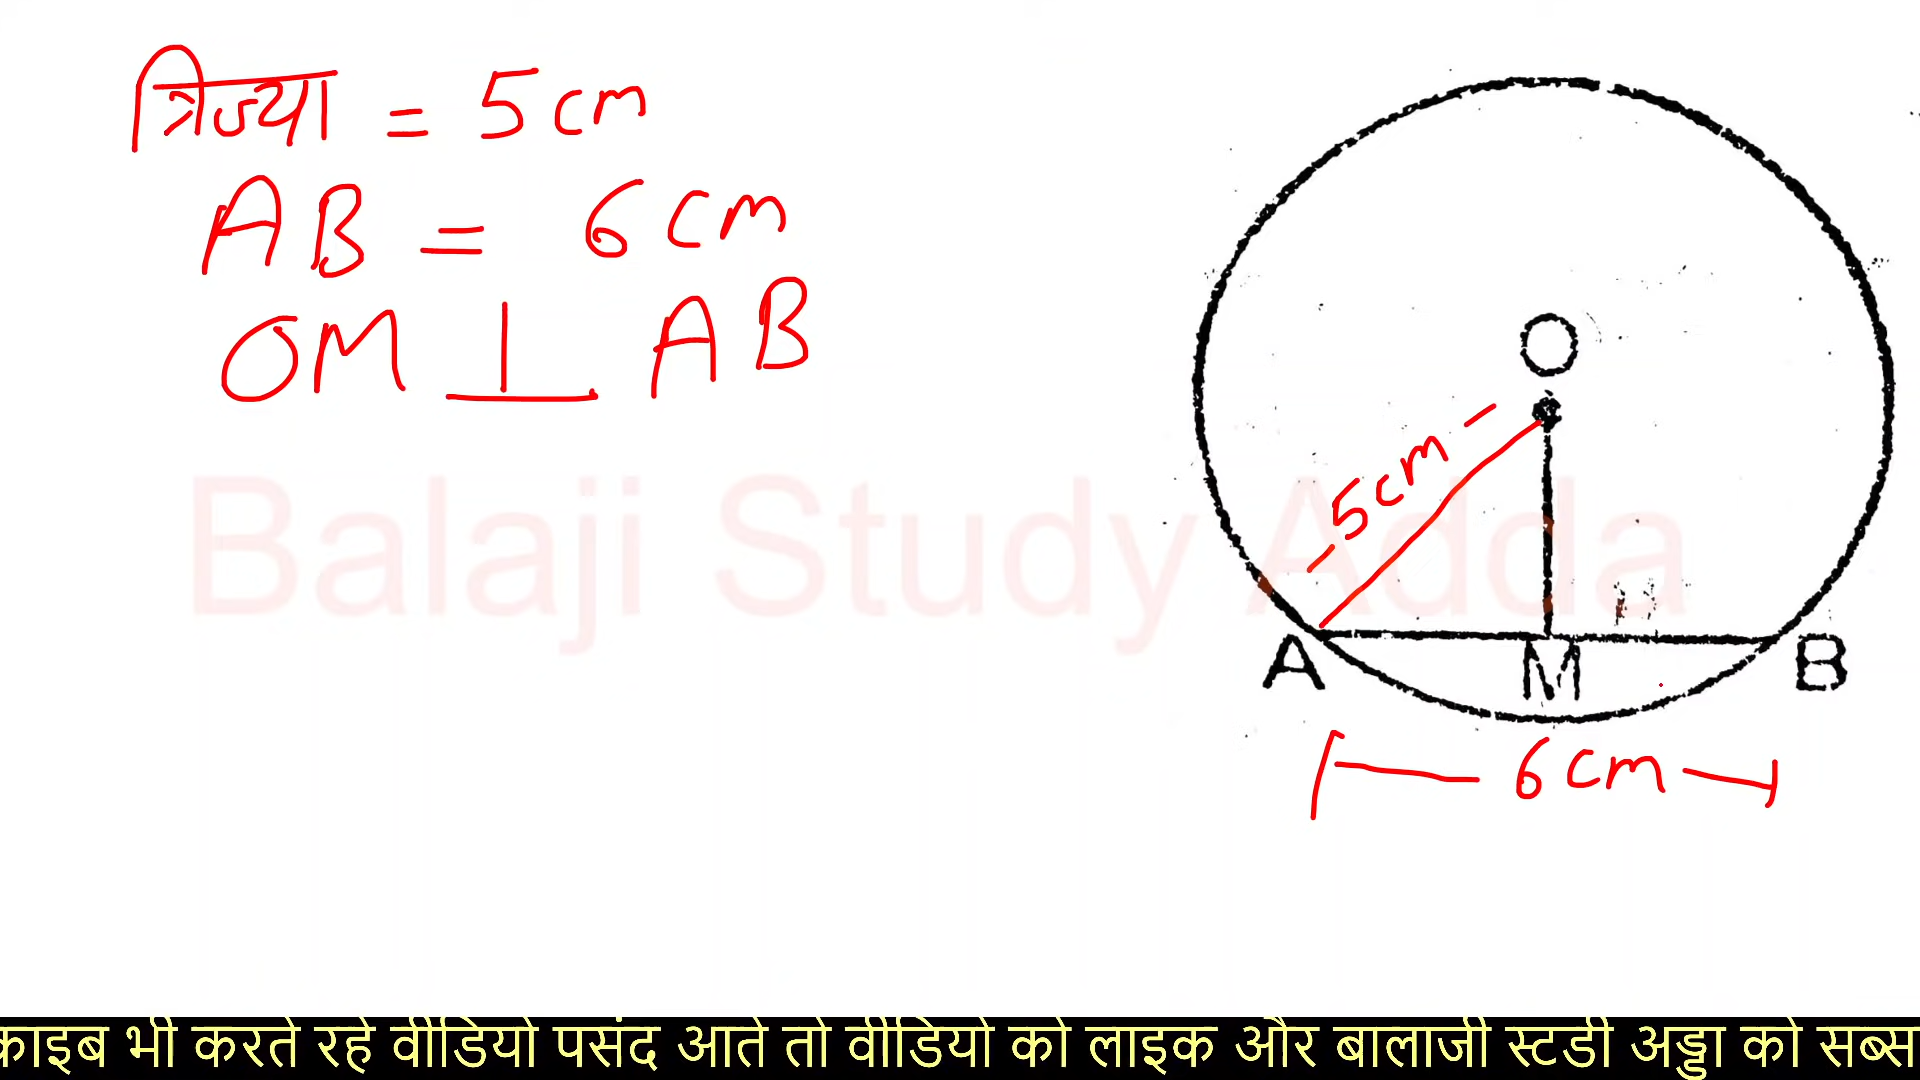 त्रिज्या = 5cm
AB = 6cm
OM ⊥ AB
O
5cm
A M B
6cm
Balaji Study Adda
काइब भी करते रहे वीडियो पसंद आते तो वीडियो को लाइक और बालाजी स्टडी अड्डा को सब्स